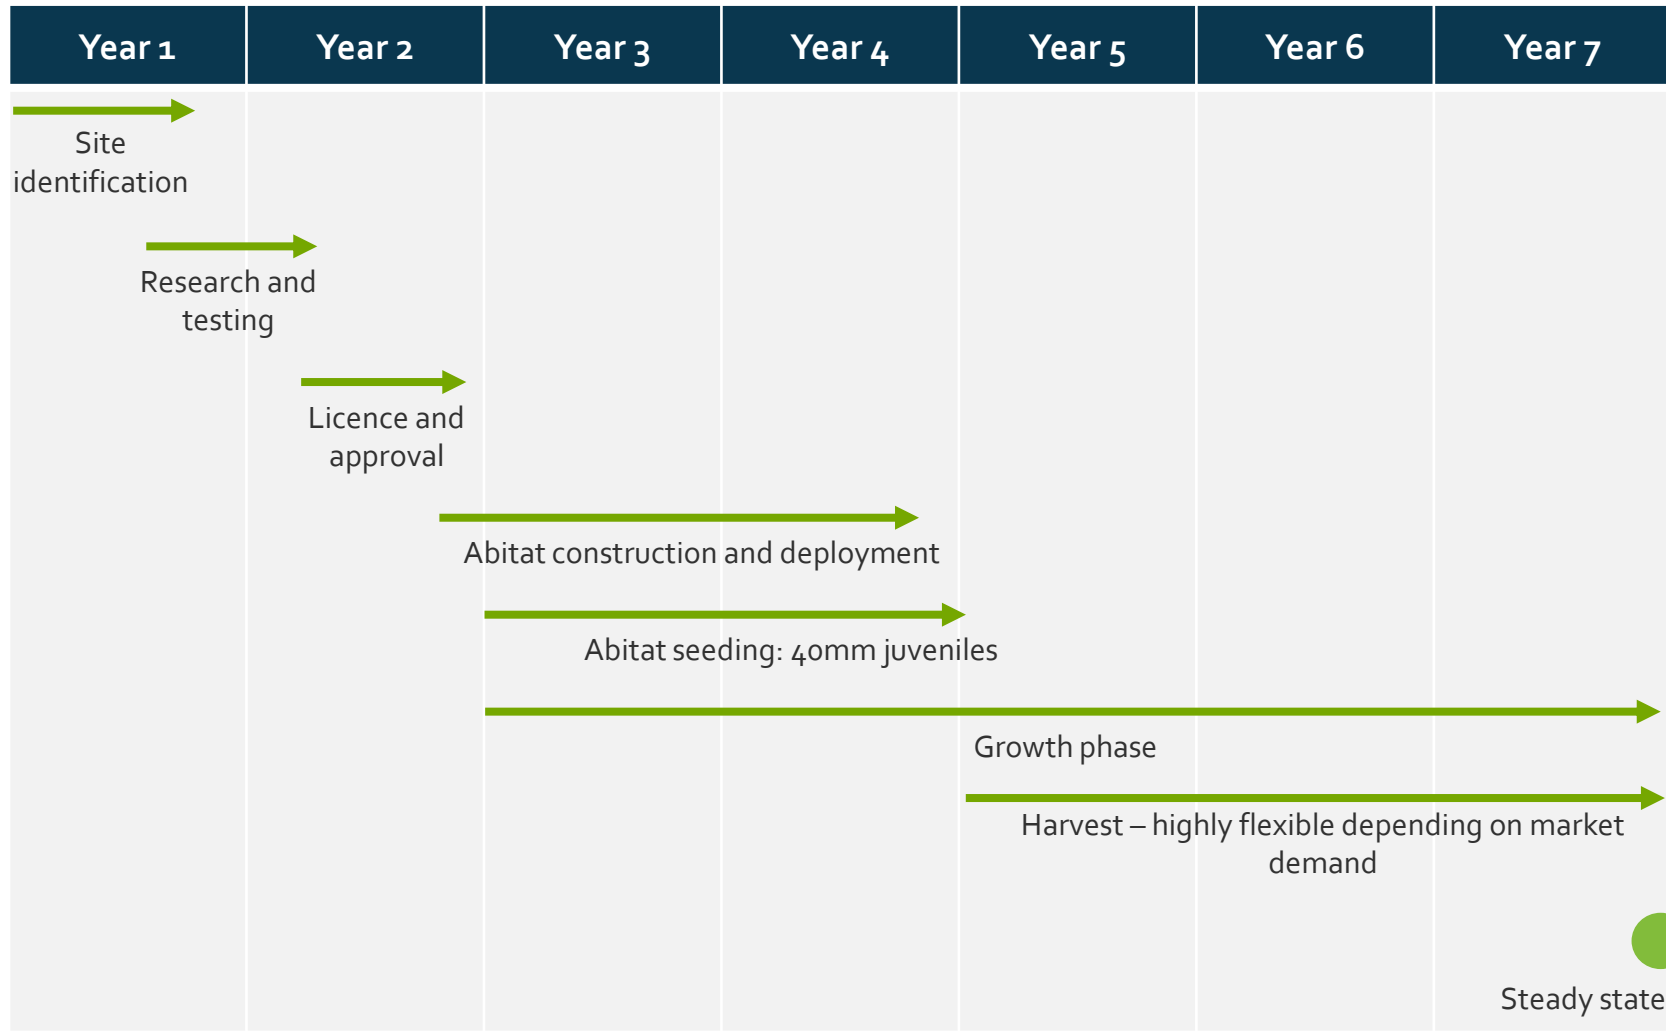 Year 1 Year 2 Year 3 Year 4 Year 5 Year 6 Year 7
Site
identification
Research and
testing
Licence and
approval
Abitat construction and deployment
Abitat seeding: 40mm juveniles
Growth phase
Harvest – highly flexible depending on market
demand
Steady state